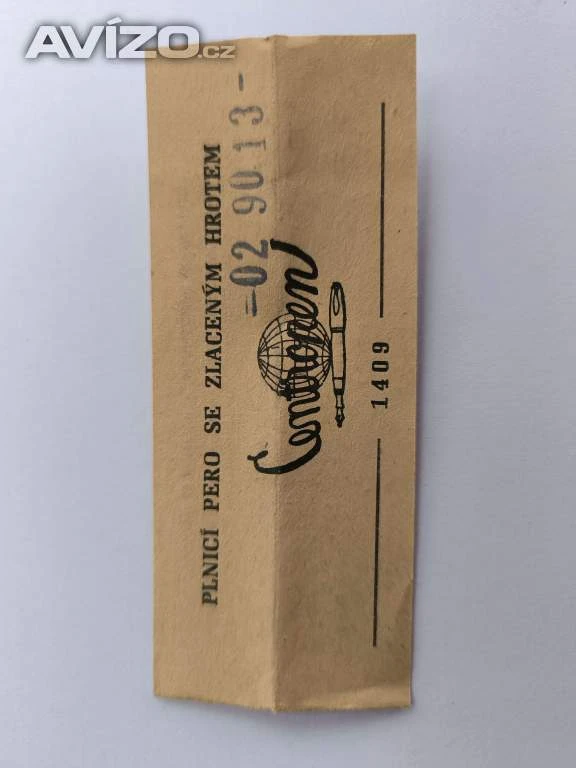 AVÍZO.cz
PLNICÍ PERO SE ZLACENÝM HROTEM
=02 9013-
Centropen
1409